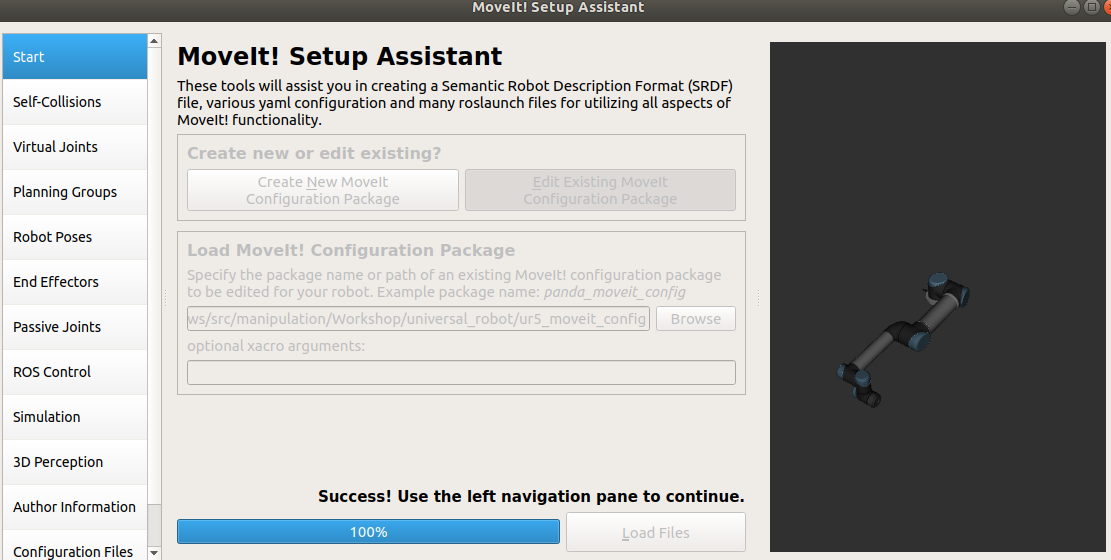 MoveIt! Setup Assistant
Start
Self-Collisions
Virtual Joints
Planning Groups
Robot Poses
End Effectors
Passive Joints
ROS Control
Simulation
3D Perception
Author Information
Configuration Files
MoveIt! Setup Assistant
These tools will assist you in creating a Semantic Robot Description Format (SRDF)
file, various yaml configuration and many roslaunch files for utilizing all aspects of
MoveIt! functionality.
Create new or edit existing?
Create New MoveIt
Configuration Package
Edit Existing MoveIt
Configuration Package
Load MoveIt! Configuration Package
Specify the package name or path of an existing MoveIt! configuration package
to be edited for your robot. Example package name: panda_moveit_config
ws/src/manipulation/Workshop/universal_robot/ur5_moveit_config
Browse
optional xacro arguments:
Success! Use the left navigation pane to continue.
100%
Load Files